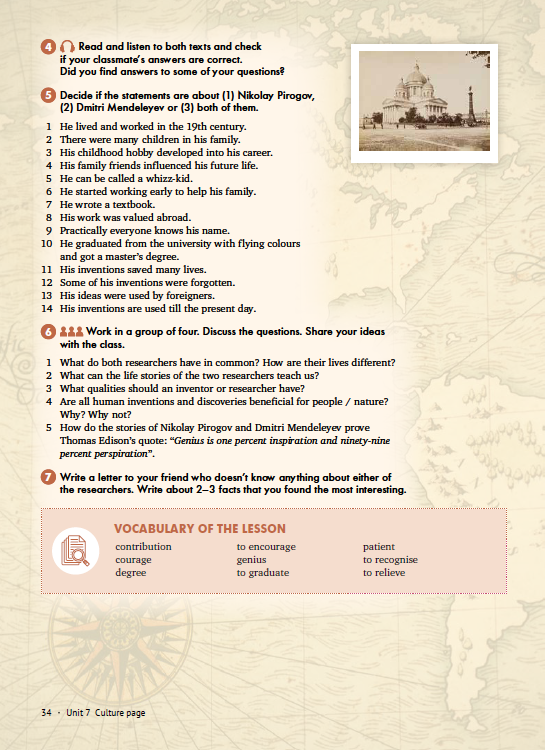 4 Read and listen to both texts and check
if your classmate's answers are correct.
Did you find answers to some of your questions?
5 Decide if the statements are about (1) Nikolay Pirogov,
(2) Dmitri Mendeleyev or (3) both of them.
1 He lived and worked in the 19th century.
2 There were many children in his family.
3 His childhood hobby developed into his career.
4 His family friends influenced his future life.
5 He can be called a whizz-kid.
6 He started working early to help his family.
7 He wrote a textbook.
8 His work was valued abroad.
9 Practically everyone knows his name.
10 He graduated from the university with flying colours
and got a master's degree.
11 His inventions saved many lives.
12 Some of his inventions were forgotten.
13 His ideas were used by foreigners.
14 His inventions are used till the present day.
6 Work in a group of four. Discuss the questions. Share your ideas
with the class.
1 What do both researchers have in common? How are their lives different?
2 What can the life stories of the two researchers teach us?
3 What qualities should an inventor or researcher have?
4 Are all human inventions and discoveries beneficial for people / nature?
Why? Why not?
5 How do the stories of Nikolay Pirogov and Dmitri Mendeleyev prove
Thomas Edison's quote: "Genius is one percent inspiration and ninety-nine
percent perspiration".
7 Write a letter to your friend who doesn't know anything about either of
the researchers. Write about 2–3 facts that you found the most interesting.
VOCABULARY OF THE LESSON
contribution to encourage patient
courage genius to recognise
degree to graduate to relieve
34 · Unit 7 Culture page